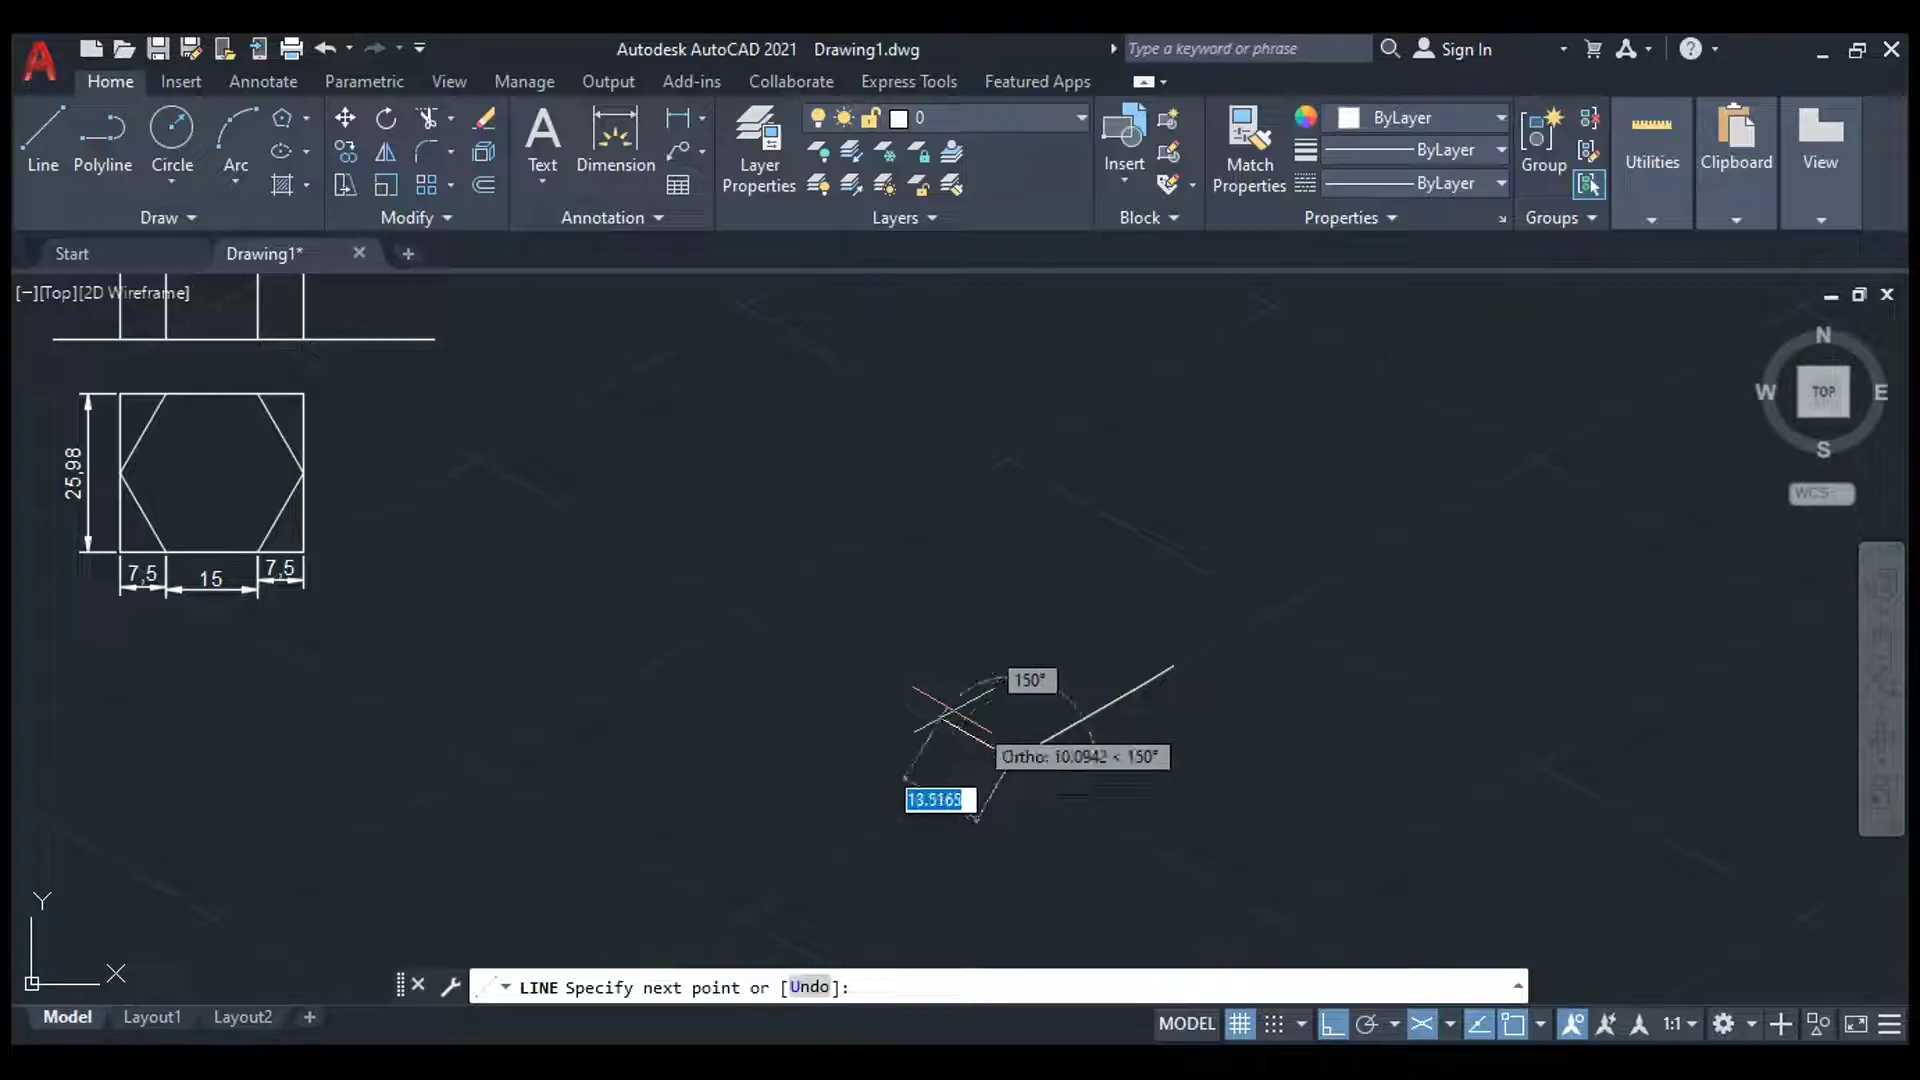 Autodesk AutoCAD 2021 Drawing1.dwg
Type a keyword or phrase
Sign In
Home Insert Annotate Parametric View Manage Output Add-ins Collaborate Express Tools Featured Apps
Line Polyline Circle Arc
Text Dimension
Layer Properties
0
Insert
Match Properties
ByLayer
ByLayer
ByLayer
Group
Utilities
Clipboard
View
Draw Modify Annotation Layers Block Properties Groups
Start Drawing1*
[−][Top][2D Wireframe]
N
W TOP E
S
WCS
25,98
7,5 15 7,5
150°
Ortho: 10.0942 < 150°
13.5165
Y
X
LINE Specify next point or [Undo]:
Model Layout1 Layout2 +
MODEL 1:1